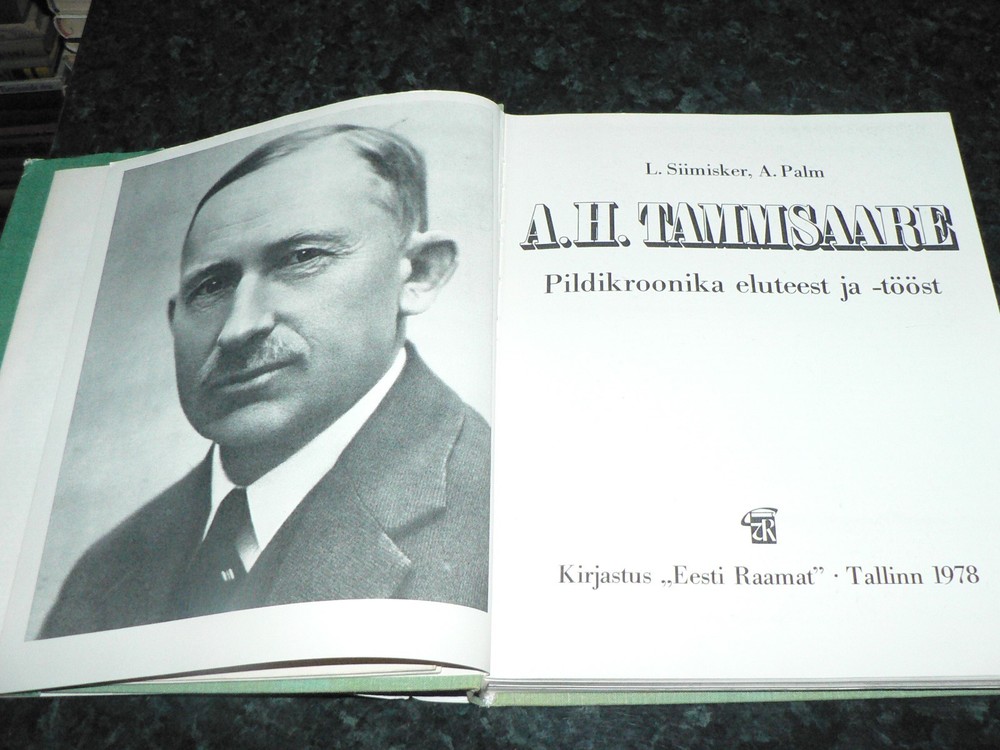 L. Siimisker, A. Palm
A. H. TAMMSAARE
Pildikroonika eluteest ja -tööst
Kirjastus „Eesti Raamat” · Tallinn 1978